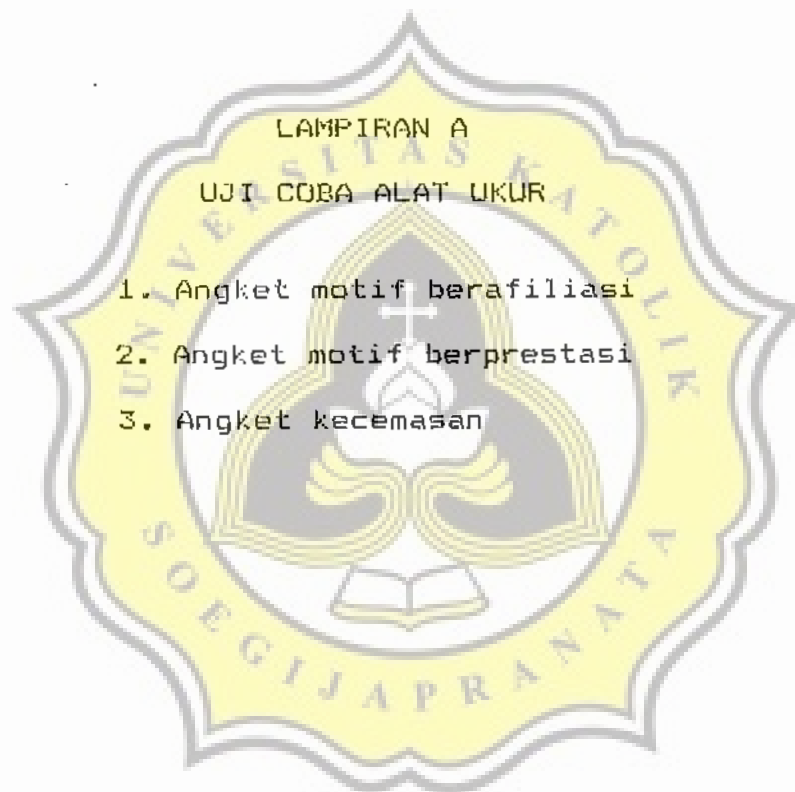 LAMPIRAN A
UJI COBA ALAT UKUR
1. Angket motif berafiliasi
2. Angket motif berprestasi
3. Angket kecemasan
UNIVERSITAS KATOLIK
SOEGIJAPRANATA